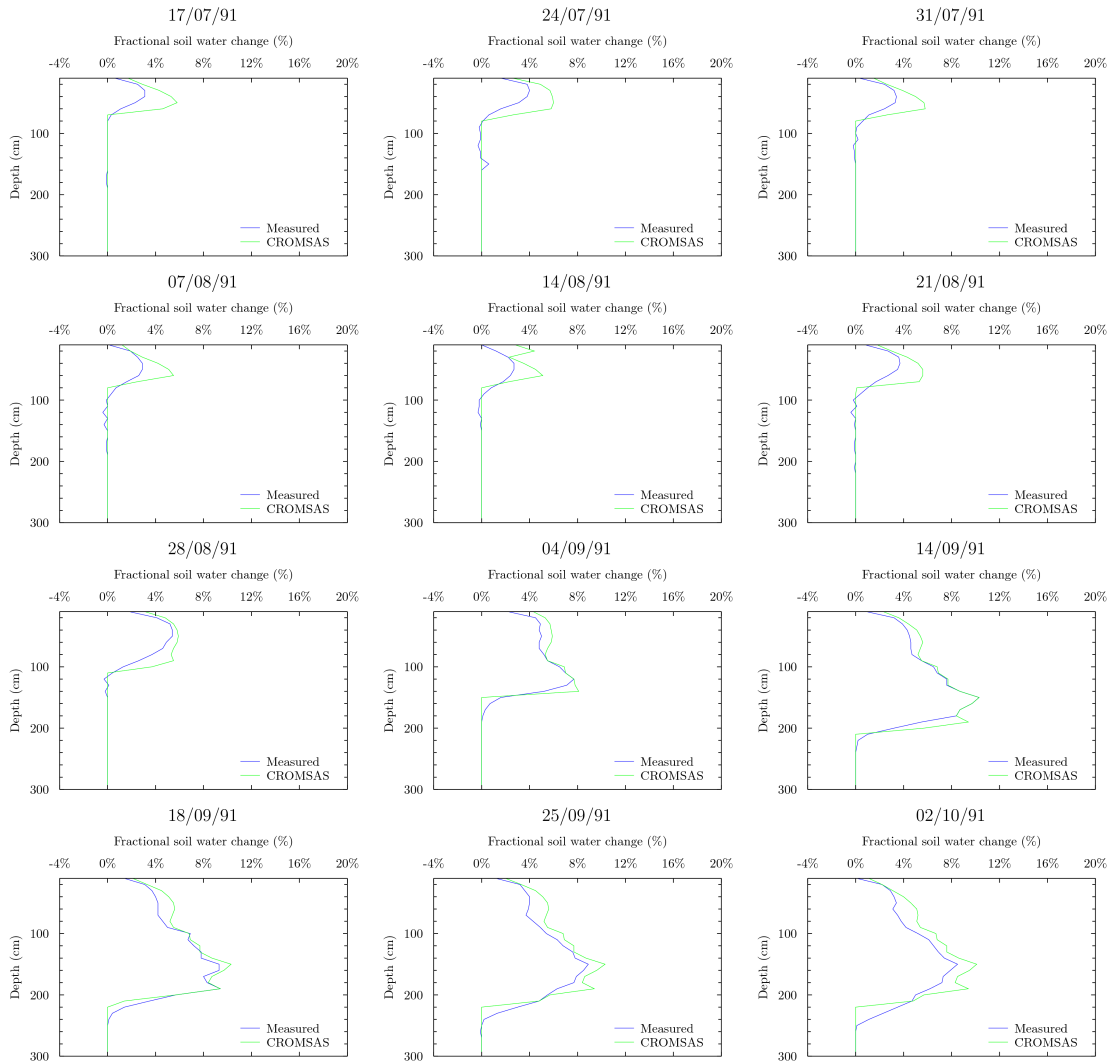 17/07/91 24/07/91 31/07/91
Fractional soil water change (%) Fractional soil water change (%) Fractional soil water change (%)
-4% 0% 4% 8% 12% 16% 20% -4% 0% 4% 8% 12% 16% 20% -4% 0% 4% 8% 12% 16% 20%
Depth (cm) Depth (cm) Depth (cm)
100 100 100
200 200 200
Measured Measured Measured
CROMSAS CROMSAS CROMSAS
300 300 300
07/08/91 14/08/91 21/08/91
Fractional soil water change (%) Fractional soil water change (%) Fractional soil water change (%)
-4% 0% 4% 8% 12% 16% 20% -4% 0% 4% 8% 12% 16% 20% -4% 0% 4% 8% 12% 16% 20%
Depth (cm) Depth (cm) Depth (cm)
100 100 100
200 200 200
Measured Measured Measured
CROMSAS CROMSAS CROMSAS
300 300 300
28/08/91 04/09/91 14/09/91
Fractional soil water change (%) Fractional soil water change (%) Fractional soil water change (%)
-4% 0% 4% 8% 12% 16% 20% -4% 0% 4% 8% 12% 16% 20% -4% 0% 4% 8% 12% 16% 20%
Depth (cm) Depth (cm) Depth (cm)
100 100 100
200 200 200
Measured Measured Measured
CROMSAS CROMSAS CROMSAS
300 300 300
18/09/91 25/09/91 02/10/91
Fractional soil water change (%) Fractional soil water change (%) Fractional soil water change (%)
-4% 0% 4% 8% 12% 16% 20% -4% 0% 4% 8% 12% 16% 20% -4% 0% 4% 8% 12% 16% 20%
Depth (cm) Depth (cm) Depth (cm)
100 100 100
200 200 200
Measured Measured Measured
CROMSAS CROMSAS CROMSAS
300 300 300